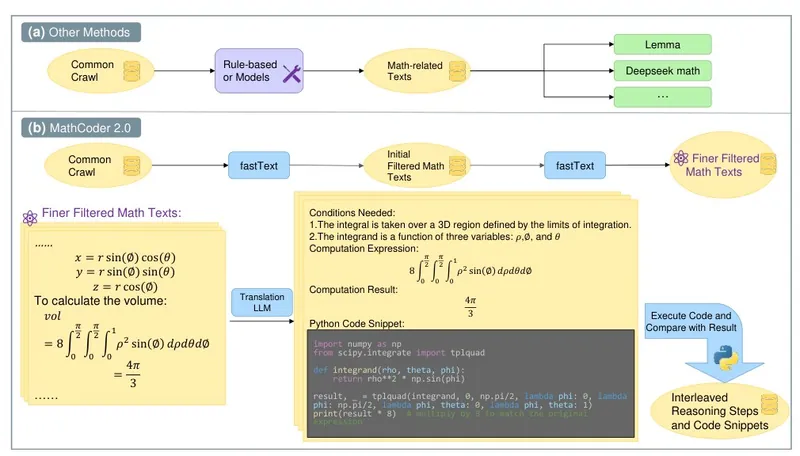 (a) Other Methods
Common
Crawl
Rule-based
or Models
Math-related
Texts
Lemma
Deepseek math
...
(b) MathCoder 2.0
Common
Crawl
fastText
Initial
Filtered Math
Texts
fastText
Finer Filtered
Math Texts
Finer Filtered Math Texts:
......
x = r sin(∅) cos(θ)
y = r sin(∅) sin(θ)
z = r cos(∅)
To calculate the volume:
vol
= 8 ∫₀^{π/2} ∫₀^{π/2} ∫₀^1 ρ² sin(∅) dρdθd∅
= 4π/3
......
Translation
LLM
Conditions Needed:
1.The integral is taken over a 3D region defined by the limits of integration.
2.The integrand is a function of three variables: ρ,∅, and θ
Computation Expression:
8 ∫₀^{π/2} ∫₀^{π/2} ∫₀^1 ρ² sin(∅) dρdθd∅
Computation Result:
4π/3
Python Code Snippet:
import numpy as np
from scipy.integrate import tplquad
def integrand(rho, theta, phi):
return rho**2 * np.sin(phi)
result, _ = tplquad(integrand, 0, np.pi/2, lambda phi: 0, lambda
phi: np.pi/2, lambda phi, theta: 0, lambda phi, theta: 1)
print(result * 8) # Multiply by 8 to match the original
expression
Execute Code and
Compare with Result
Interleaved
Reasoning Steps
and Code Snippets